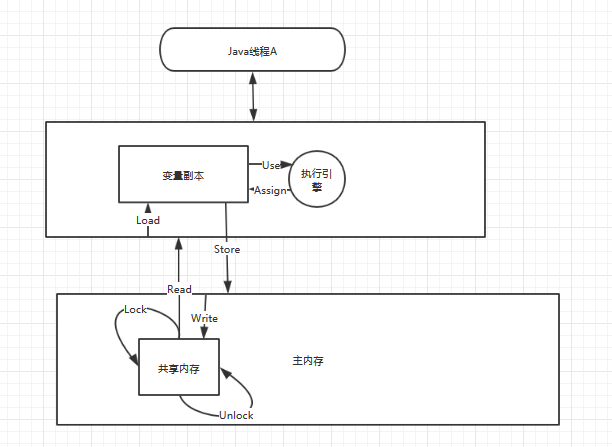 Java线程A
变量副本
Use
执行引
擎
Assign
Load
Store
Read
Lock
Write
共享内存
主内存
Unlock